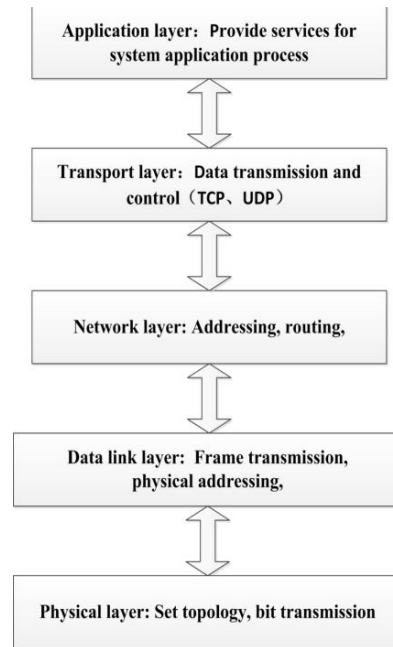 Application layer：Provide services for
system application process
Transport layer：Data transmission and
control（TCP、UDP）
Network layer: Addressing, routing,
Data link layer:  Frame transmission,
physical addressing,
Physical layer: Set topology, bit transmission